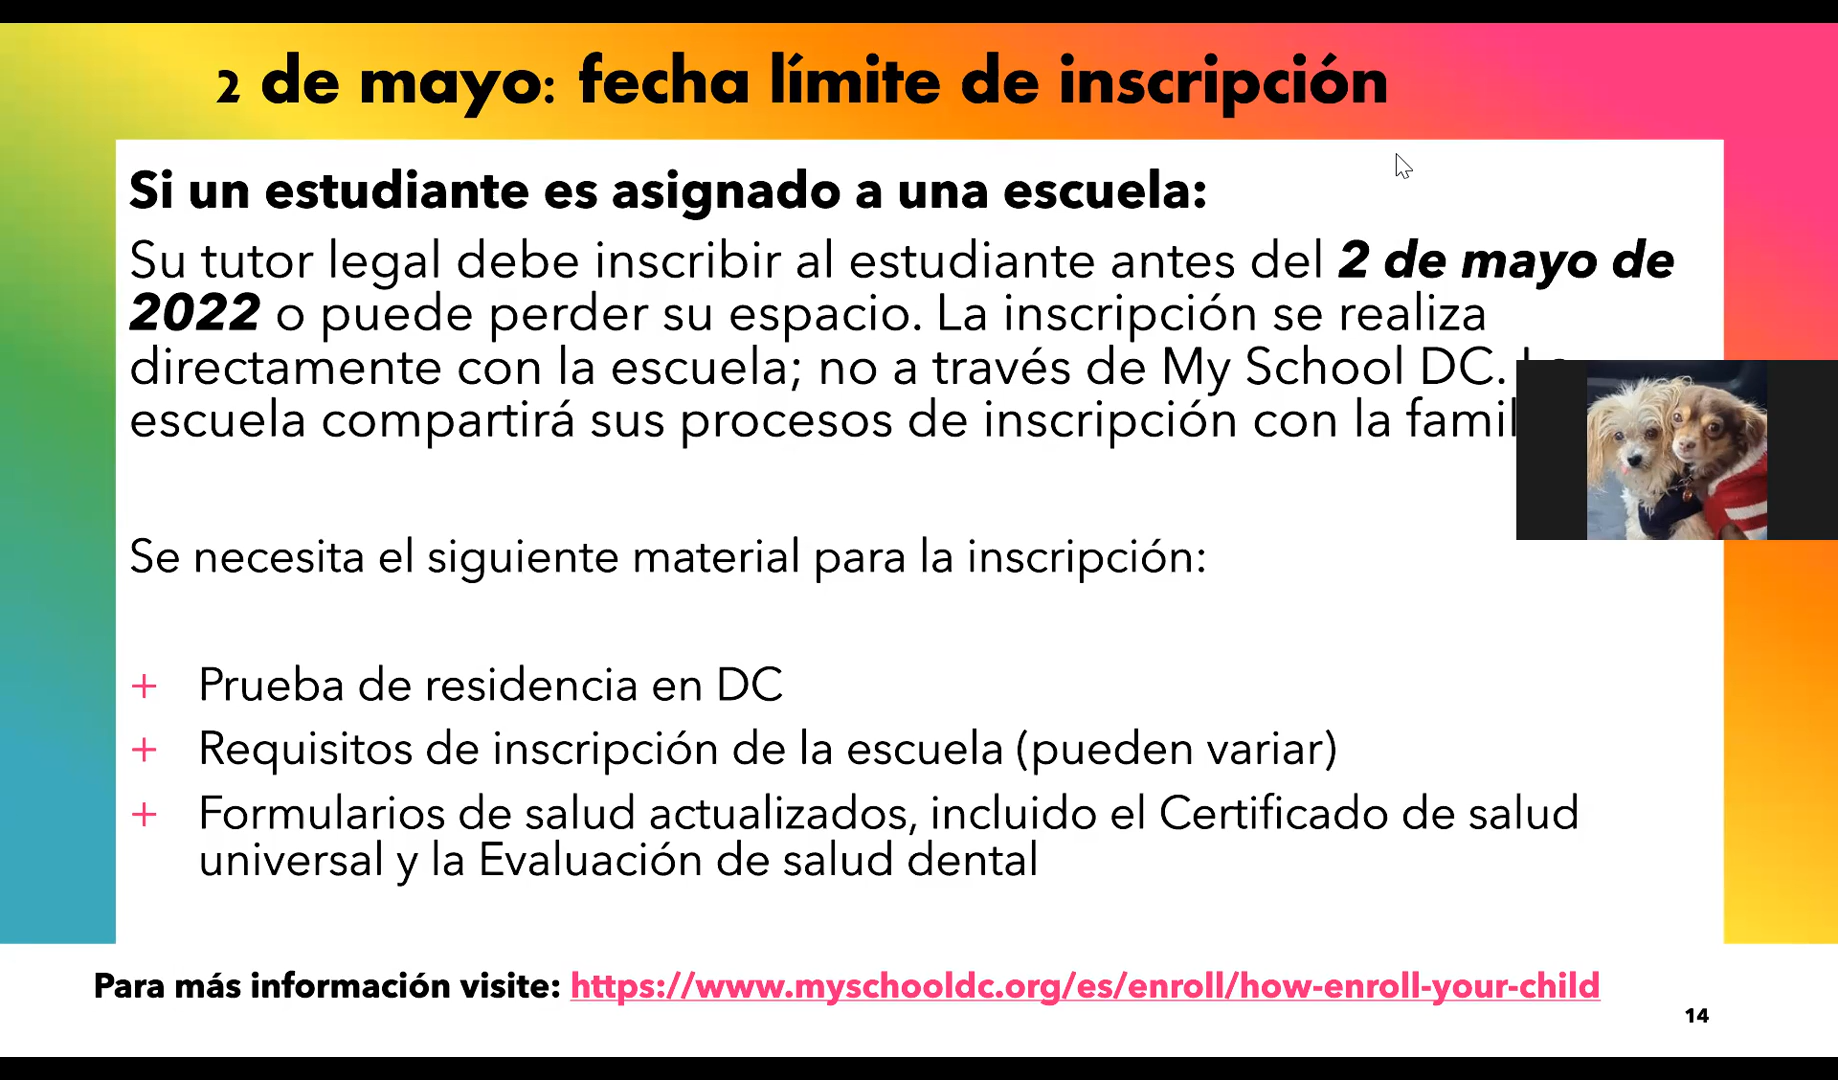 2 de mayo: fecha límite de inscripción
Si un estudiante es asignado a una escuela:
Su tutor legal debe inscribir al estudiante antes del 2 de mayo de
2022 o puede perder su espacio. La inscripción se realiza
directamente con la escuela; no a través de My School DC.
escuela compartirá sus procesos de inscripción con la
Se necesita el siguiente material para la inscripción:
+ Prueba de residencia en DC
+ Requisitos de inscripción de la escuela (pueden variar)
+ Formularios de salud actualizados, incluido el Certificado de salud
universal y la Evaluación de salud dental
Para más información visite: https://www.myschooldc.org/es/enroll/how-enroll-your-child
14